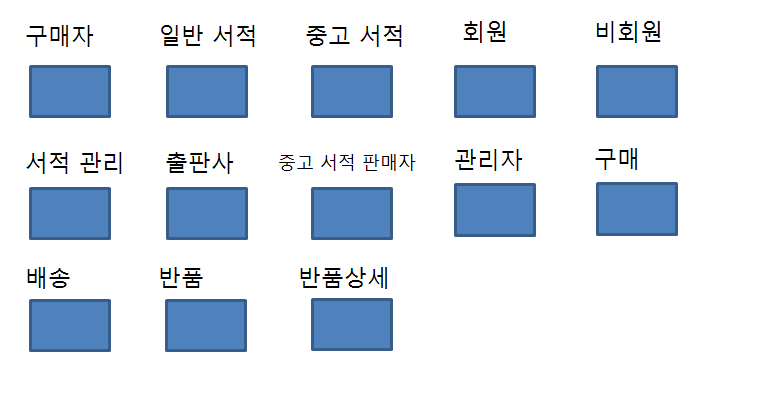 구매자 일반 서적 중고 서적 회원 비회원
서적 관리 출판사 중고 서적 판매자 관리자 구매
배송 반품 반품상세